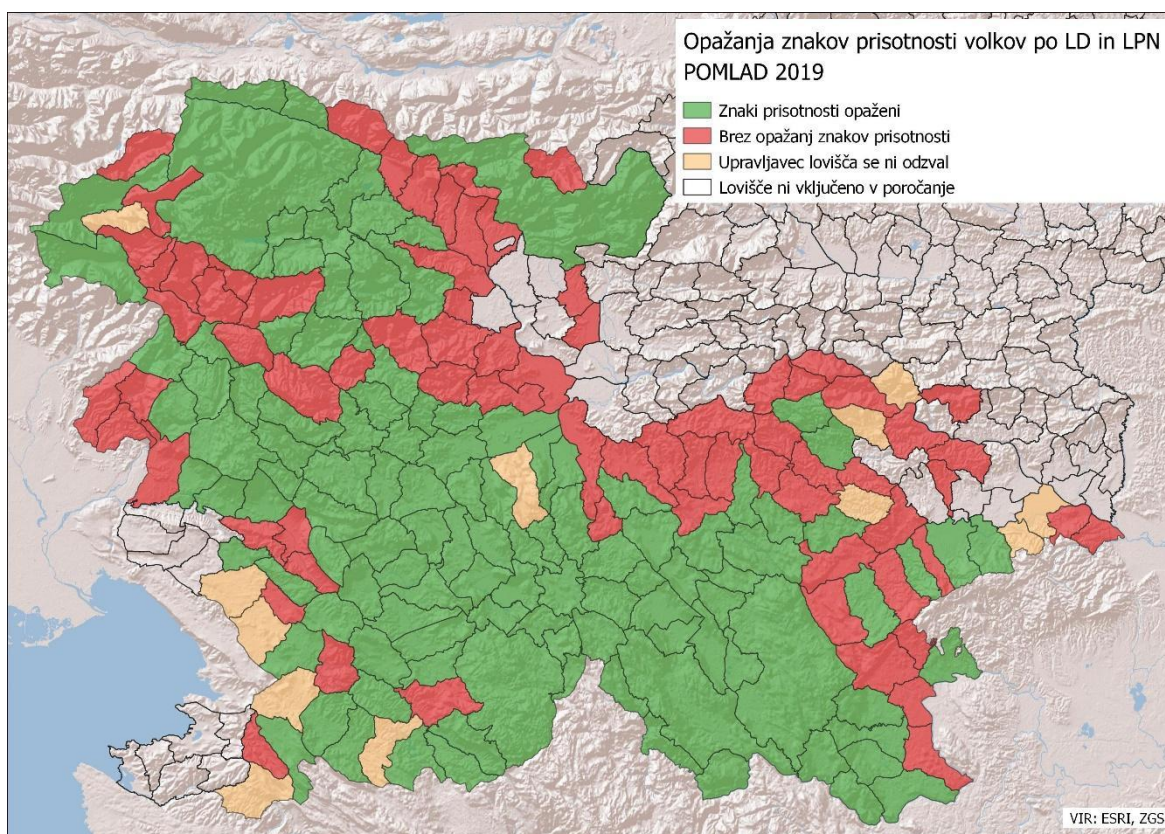 Opažanja znakov prisotnosti volkov po LD in LPN
POMLAD 2019
Znaki prisotnosti opaženi
Brez opažanj znakov prisotnosti
Upravljavec lovišča se ni odzval
Lovišče ni vključeno v poročanje
VIR: ESRI, ZGS